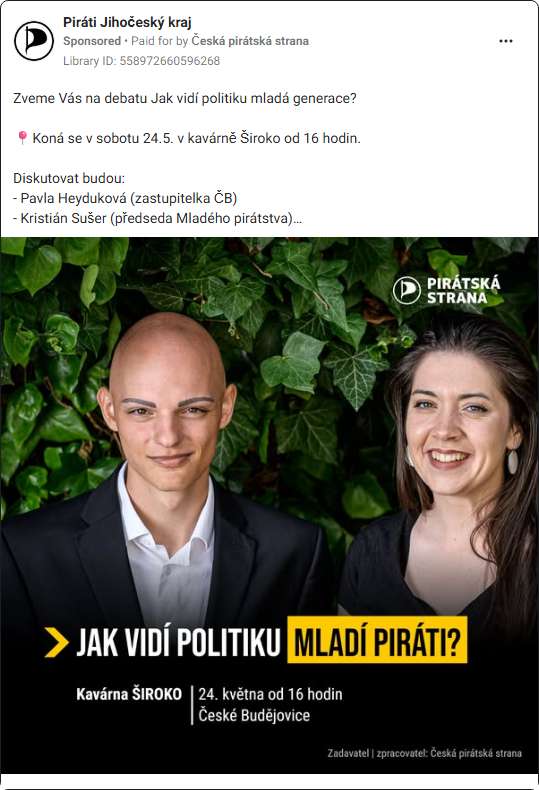 Piráti Jihočeský kraj
Sponsored • Paid for by Česká pirátská strana
Library ID: 558972660596268
Zveme Vás na debatu Jak vidí politiku mladá generace?
📍 Koná se v sobotu 24.5. v kavárně Široko od 16 hodin.
Diskutovat budou:
- Pavla Heyduková (zastupitelka ČB)
- Kristián Sušer (předseda Mladého pirátstva)...
PIRÁTSKÁ
STRANA
JAK VIDÍ POLITIKU MLADÍ PIRÁTI?
Kavárna ŠIROKO
24. května od 16 hodin
České Budějovice
Zadavatel | zpracovatel: Česká pirátská strana